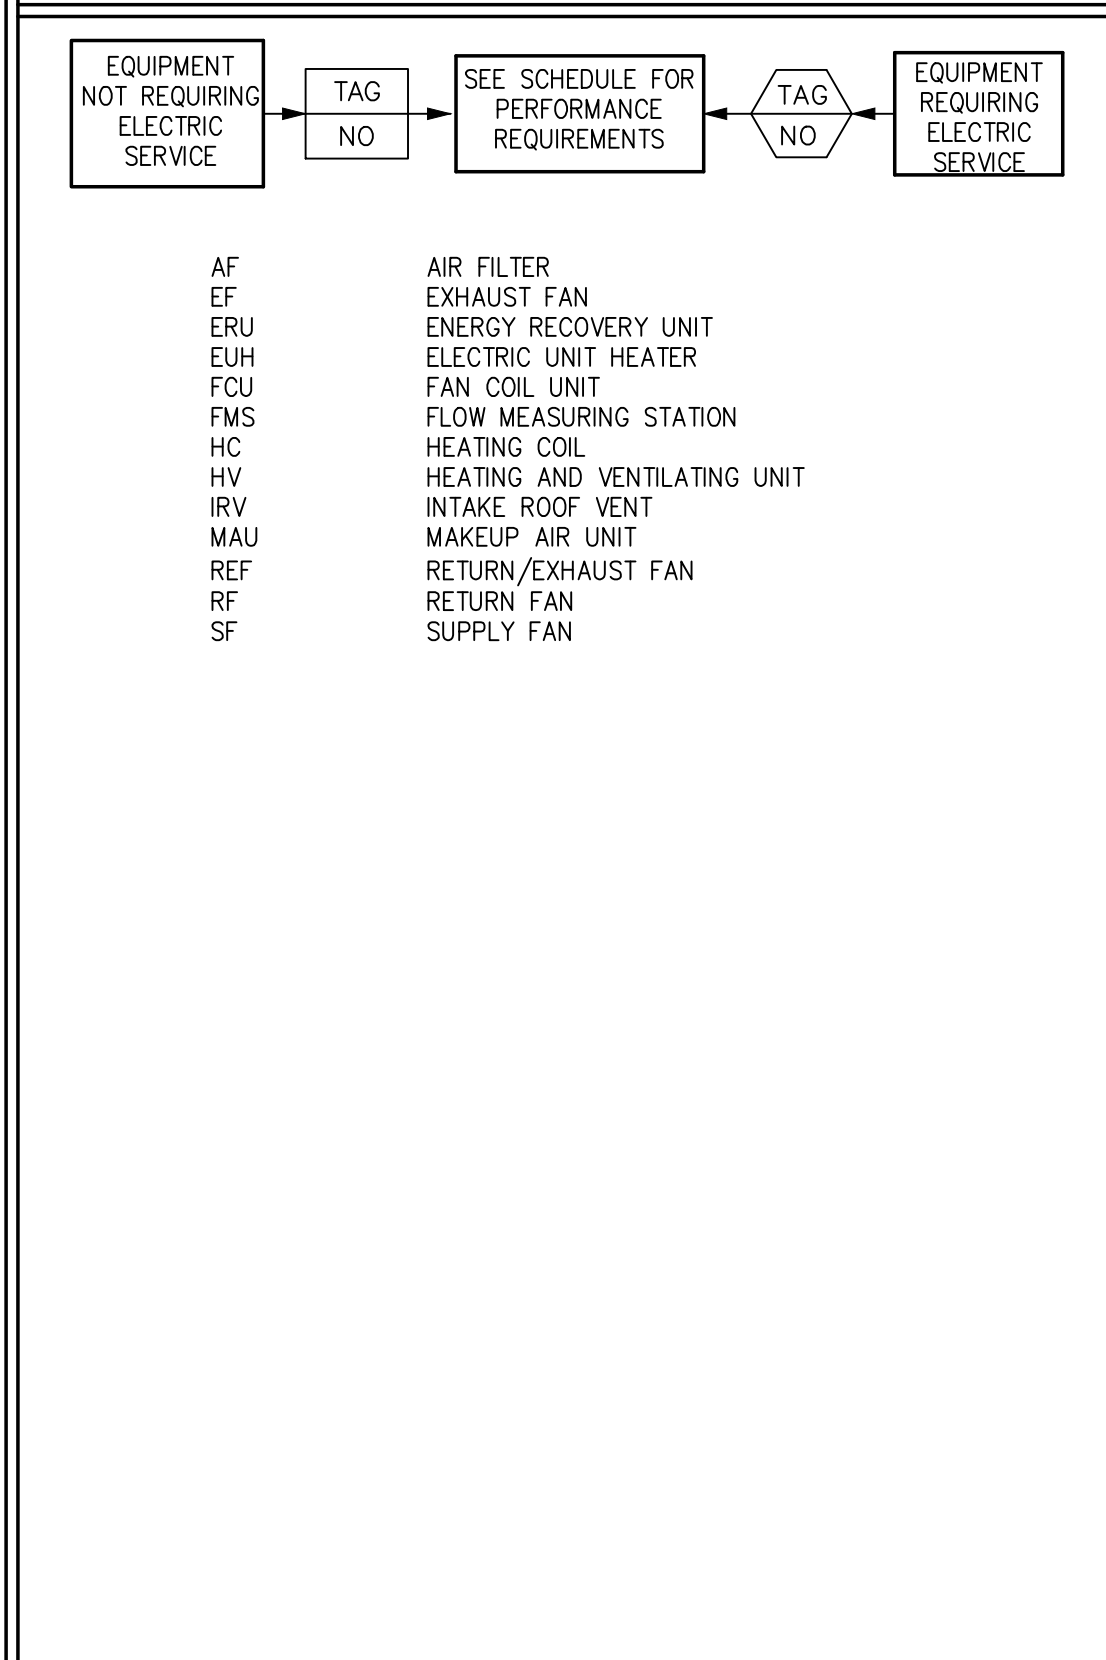 EQUIPMENT
NOT REQUIRING
ELECTRIC
SERVICE
TAG
NO
SEE SCHEDULE FOR
PERFORMANCE
REQUIREMENTS
TAG
NO
EQUIPMENT
REQUIRING
ELECTRIC
SERVICE
AF AIR FILTER
EF EXHAUST FAN
ERU ENERGY RECOVERY UNIT
EUH ELECTRIC UNIT HEATER
FCU FAN COIL UNIT
FMS FLOW MEASURING STATION
HC HEATING COIL
HV HEATING AND VENTILATING UNIT
IRV INTAKE ROOF VENT
MAU MAKEUP AIR UNIT
REF RETURN/EXHAUST FAN
RF RETURN FAN
SF SUPPLY FAN